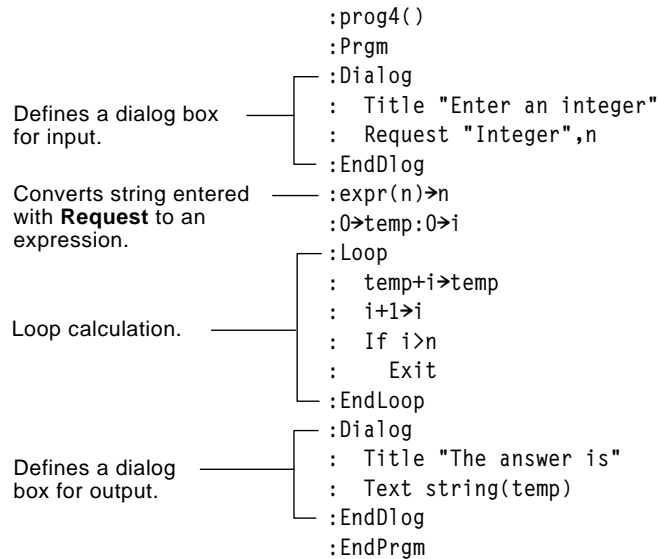 :prog4()
:Prgm
:Dialog
:  Title "Enter an integer"
:  Request "Integer",n
:EndDlog
:expr(n)→n
:0→temp:0→i
:Loop
:  temp+i→temp
:  i+1→i
:  If i>n
:    Exit
:EndLoop
:Dialog
:  Title "The answer is"
:  Text string(temp)
:EndDlog
:EndPrgm
Defines a dialog box
for input.
Converts string entered
with Request to an
expression.
Loop calculation.
Defines a dialog
box for output.